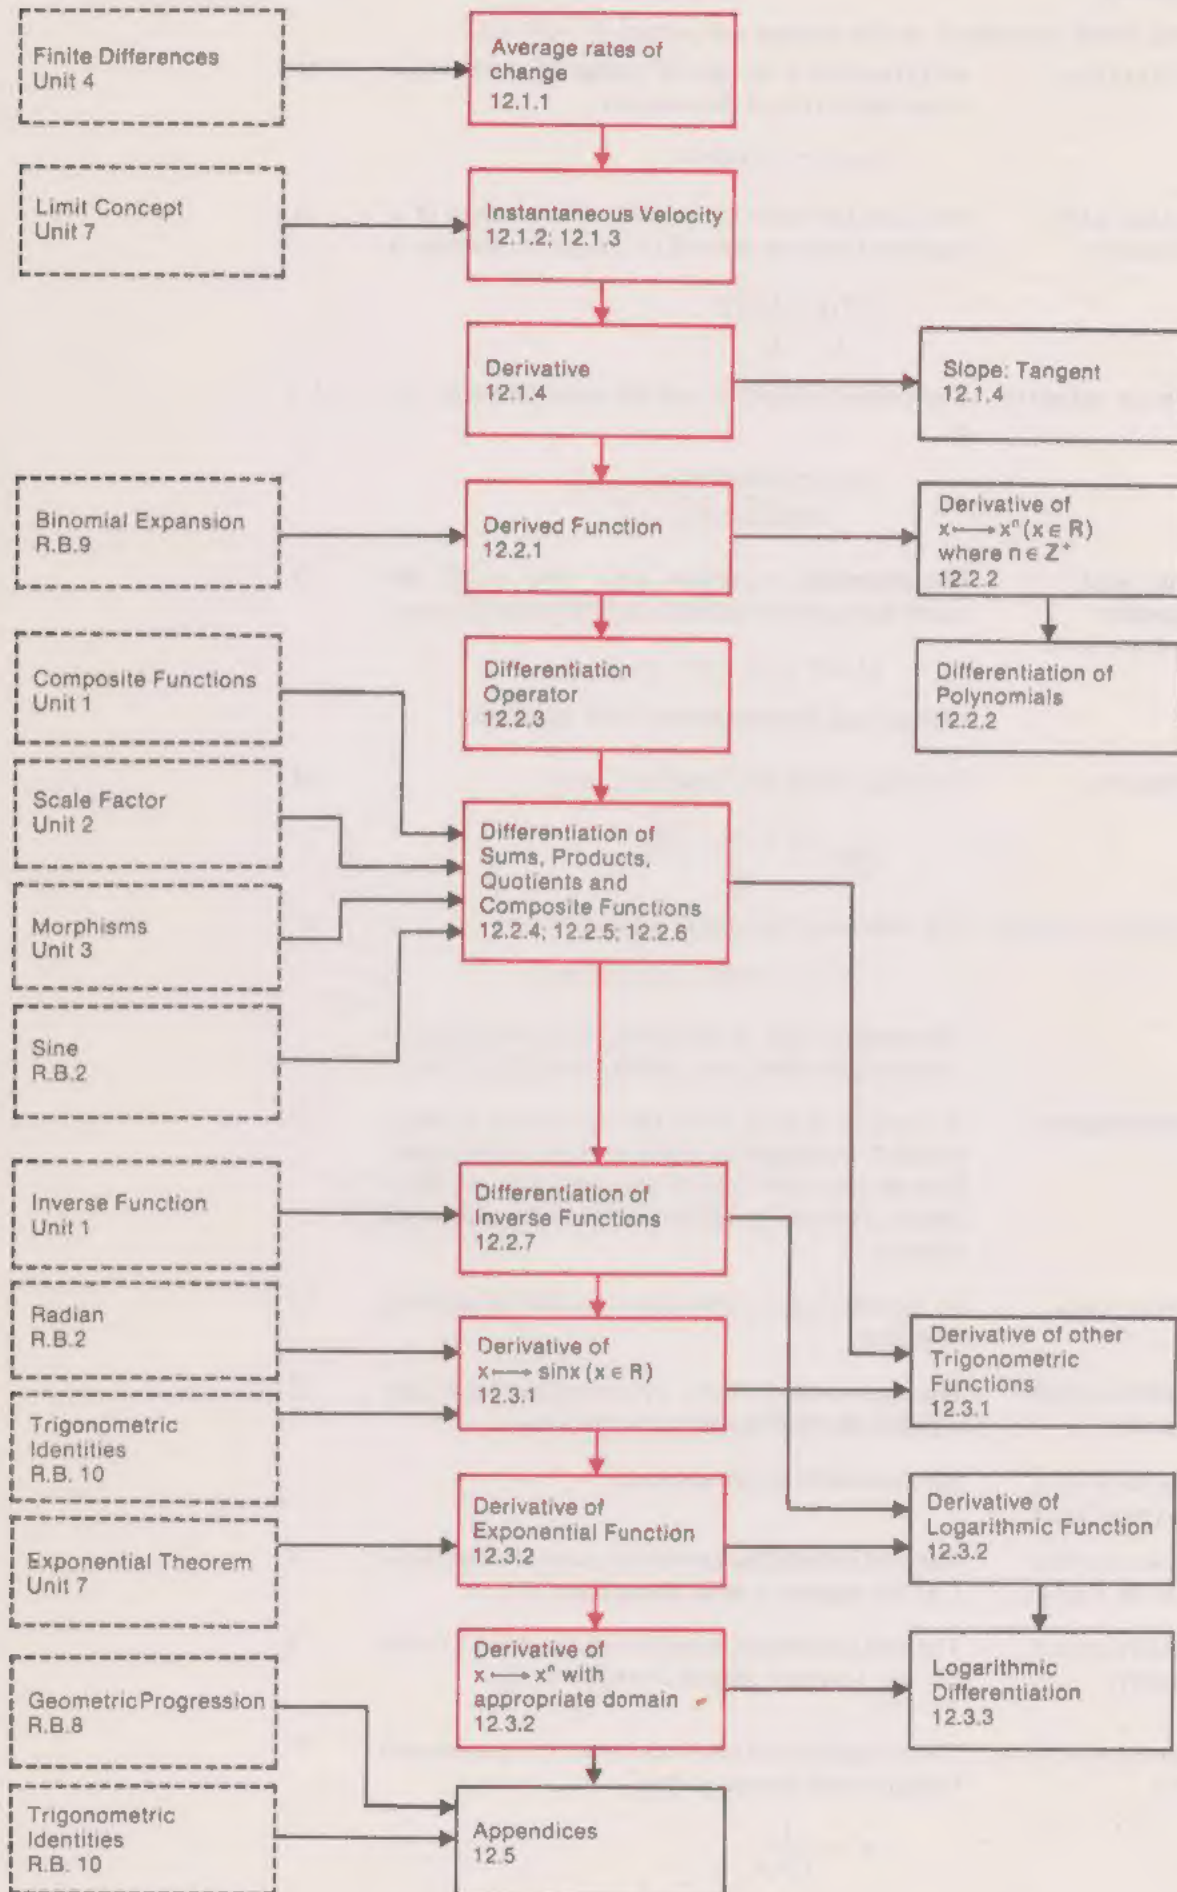 Finite Differences
Unit 4
Average rates of
change
12.1.1
Limit Concept
Unit 7
Instantaneous Velocity
12.1.2; 12.1.3
Derivative
12.1.4
Slope: Tangent
12.1.4
Binomial Expansion
R.B.9
Derived Function
12.2.1
Derivative of
x ⟼ xⁿ (x ∈ R)
where n ∈ Z⁺
12.2.2
Composite Functions
Unit 1
Differentiation
Operator
12.2.3
Differentiation of
Polynomials
12.2.2
Scale Factor
Unit 2
Differentiation of
Sums, Products,
Quotients and
Composite Functions
12.2.4; 12.2.5; 12.2.6
Morphisms
Unit 3
Sine
R.B.2
Inverse Function
Unit 1
Differentiation of
Inverse Functions
12.2.7
Radian
R.B.2
Derivative of
x ⟼ sinx (x ∈ R)
12.3.1
Derivative of other
Trigonometric
Functions
12.3.1
Trigonometric
Identities
R.B. 10
Derivative of
Exponential Function
12.3.2
Derivative of
Logarithmic Function
12.3.2
Exponential Theorem
Unit 7
Derivative of
x ⟼ xⁿ with
appropriate domain
12.3.2
Logarithmic
Differentiation
12.3.3
Geometric Progression
R.B.8
Trigonometric
Identities
R.B. 10
Appendices
12.5